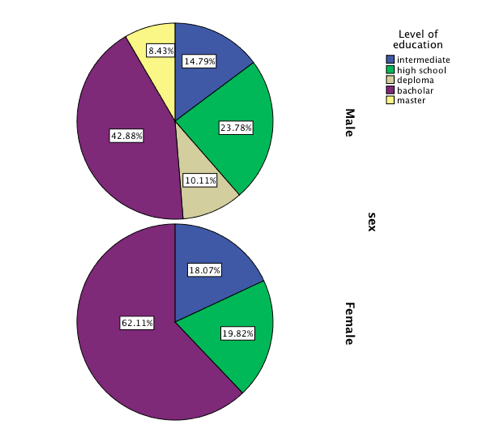 Level of
education
intermediate
high school
deploma
bacholar
master
8.43%
14.79%
23.78%
42.88%
10.11%
Male
sex
18.07%
62.11%
19.82%
Female